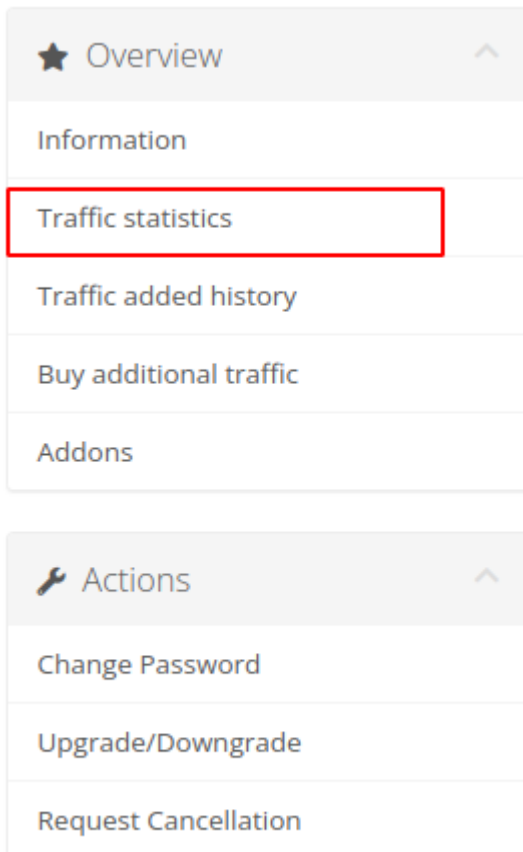 Overview
Information
Traffic statistics
Traffic added history
Buy additional traffic
Addons
Actions
Change Password
Upgrade/Downgrade
Request Cancellation